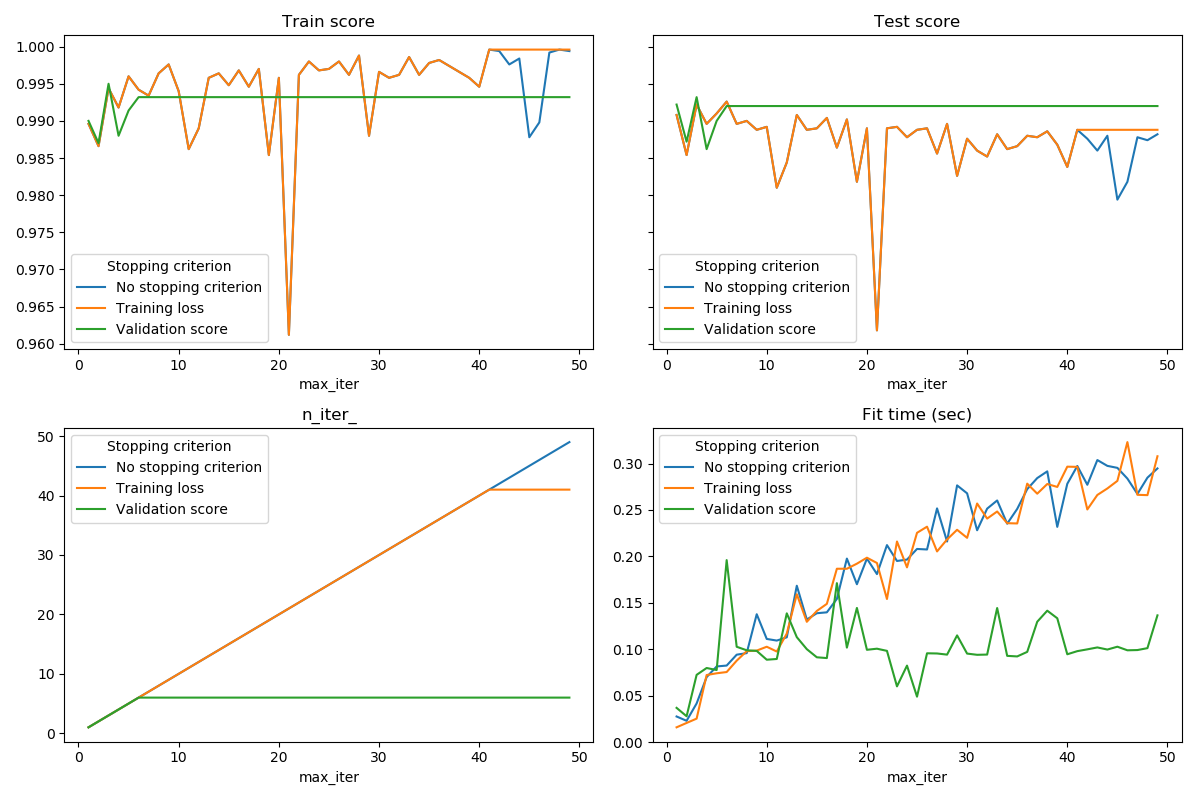 Train score
1.000
0.995
0.990
0.985
0.980
0.975
0.970
0.965
0.960
Stopping criterion
No stopping criterion
Training loss
Validation score
0 10 20 30 40 50
max_iter
Test score
Stopping criterion
No stopping criterion
Training loss
Validation score
0 10 20 30 40 50
max_iter
n_iter_
50
40
30
20
10
0
Stopping criterion
No stopping criterion
Training loss
Validation score
0 10 20 30 40 50
max_iter
Fit time (sec)
0.30
0.25
0.20
0.15
0.10
0.05
0.00
Stopping criterion
No stopping criterion
Training loss
Validation score
0 10 20 30 40 50
max_iter